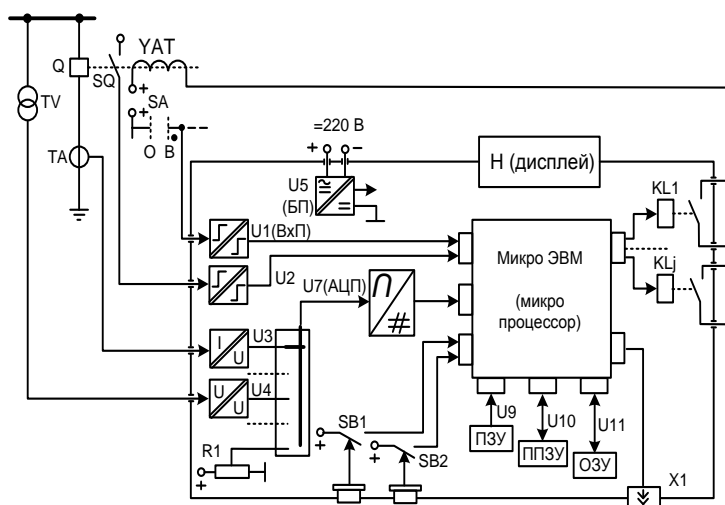 YAT
Q
SQ
TV
+
SA
+
=220 В
+ −
О В
TA
Н (дисплей)
U5
(БП)
KL1
U1(ВхП)
Микро ЭВМ
U2
U7(АЦП)
KLj
(микро
процессор)
#
I
U
U3
U
U
U4
U9
U10
U11
SB1
+
SB2
+
ПЗУ
ППЗУ
ОЗУ
R1
+
X1